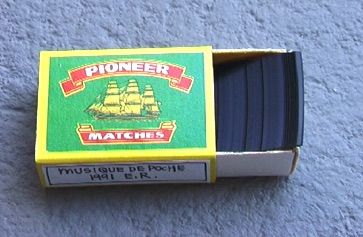 PIONEER
MATCHES
MUSIQUE DE POCHE
1991 E.R.